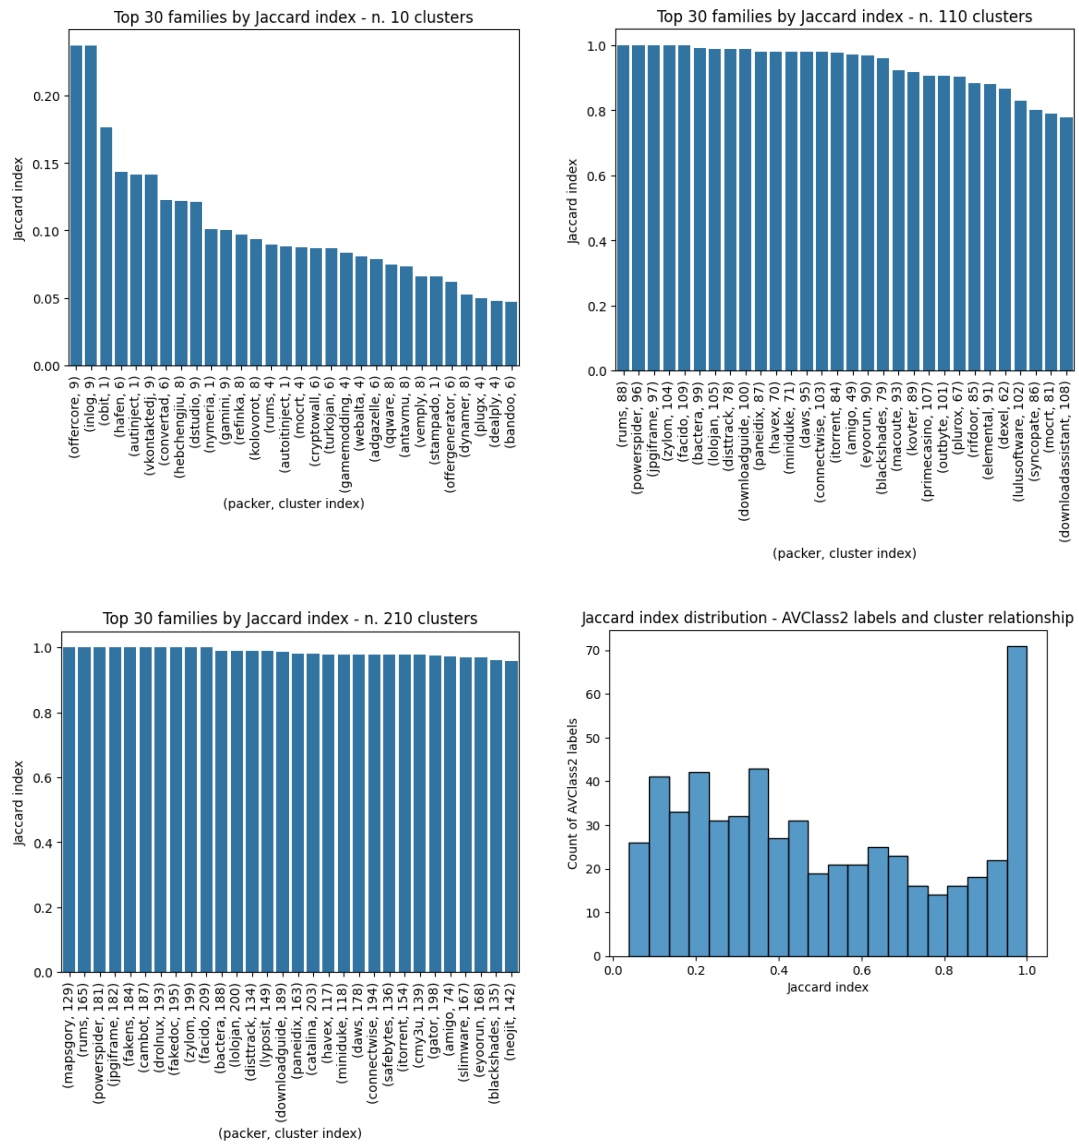 Top 30 families by Jaccard index - n. 10 clusters
Jaccard index
0.20
0.15
0.10
0.05
0.00
(offercore, 9)
(inlog, 9)
(obit, 1)
(hafen, 6)
(autinject, 1)
(vkontaktedj, 9)
(convertad, 6)
(hebchengjiu, 8)
(dstudio, 9)
(nymeria, 1)
(gamini, 9)
(refinka, 8)
(kolovorot, 8)
(rums, 4)
(autoitinject, 1)
(mocrt, 4)
(cryptowall, 6)
(turkojan, 6)
(gamemodding, 4)
(webalta, 4)
(adgazelle, 6)
(qqware, 8)
(antavmu, 8)
(vemply, 8)
(stampado, 1)
(offergenerator, 6)
(dynamer, 8)
(plugx, 4)
(dealply, 4)
(bandoo, 6)
(packer, cluster index)
Top 30 families by Jaccard index - n. 110 clusters
Jaccard index
1.0
0.8
0.6
0.4
0.2
0.0
(rums, 88)
(powerspider, 96)
(jpgiframe, 97)
(zylom, 104)
(facido, 109)
(bactera, 99)
(lolojan, 105)
(disttrack, 78)
(downloadguide, 100)
(paneidix, 87)
(havex, 70)
(miniduke, 71)
(daws, 95)
(connectwise, 103)
(itorrent, 84)
(amigo, 49)
(eyoorun, 90)
(blackshades, 79)
(macoute, 93)
(kovter, 89)
(primecasino, 107)
(outbyte, 101)
(plurox, 67)
(rifdoor, 85)
(elemental, 91)
(dexel, 62)
(lulusoftware, 102)
(syncopate, 86)
(mocrt, 81)
(downloadassistant, 108)
(packer, cluster index)
Top 30 families by Jaccard index - n. 210 clusters
Jaccard index
1.0
0.8
0.6
0.4
0.2
0.0
(mapsgory, 129)
(rums, 165)
(powerspider, 181)
(jpgiframe, 182)
(fakens, 184)
(cambot, 187)
(drolnux, 193)
(fakedoc, 195)
(zylom, 199)
(facido, 209)
(bactera, 188)
(lolojan, 200)
(disttrack, 134)
(lyposit, 149)
(downloadguide, 189)
(paneidix, 163)
(catalina, 203)
(havex, 117)
(miniduke, 118)
(daws, 178)
(connectwise, 194)
(safebytes, 136)
(itorrent, 154)
(cmy3u, 139)
(gator, 198)
(amigo, 74)
(slimware, 167)
(eyoorun, 168)
(blackshades, 135)
(neojit, 142)
(packer, cluster index)
Jaccard index distribution - AVClass2 labels and cluster relationship
Count of AVClass2 labels
70
60
50
40
30
20
10
0
0.0 0.2 0.4 0.6 0.8 1.0
Jaccard index